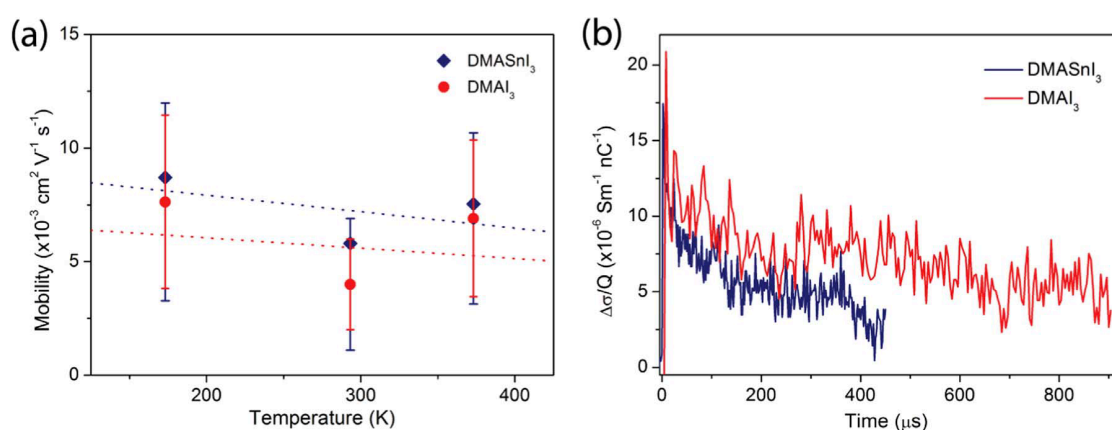 (a)
15
10
5
0
Mobility (x10⁻³ cm² V⁻¹ s⁻¹)
DMASnI₃
DMAI₃
200
300
400
Temperature (K)
(b)
20
15
10
5
0
Δσ/Q (x10⁻⁶ Sm⁻¹ nC⁻¹)
DMASnI₃
DMAI₃
0
200
400
600
800
Time (μs)